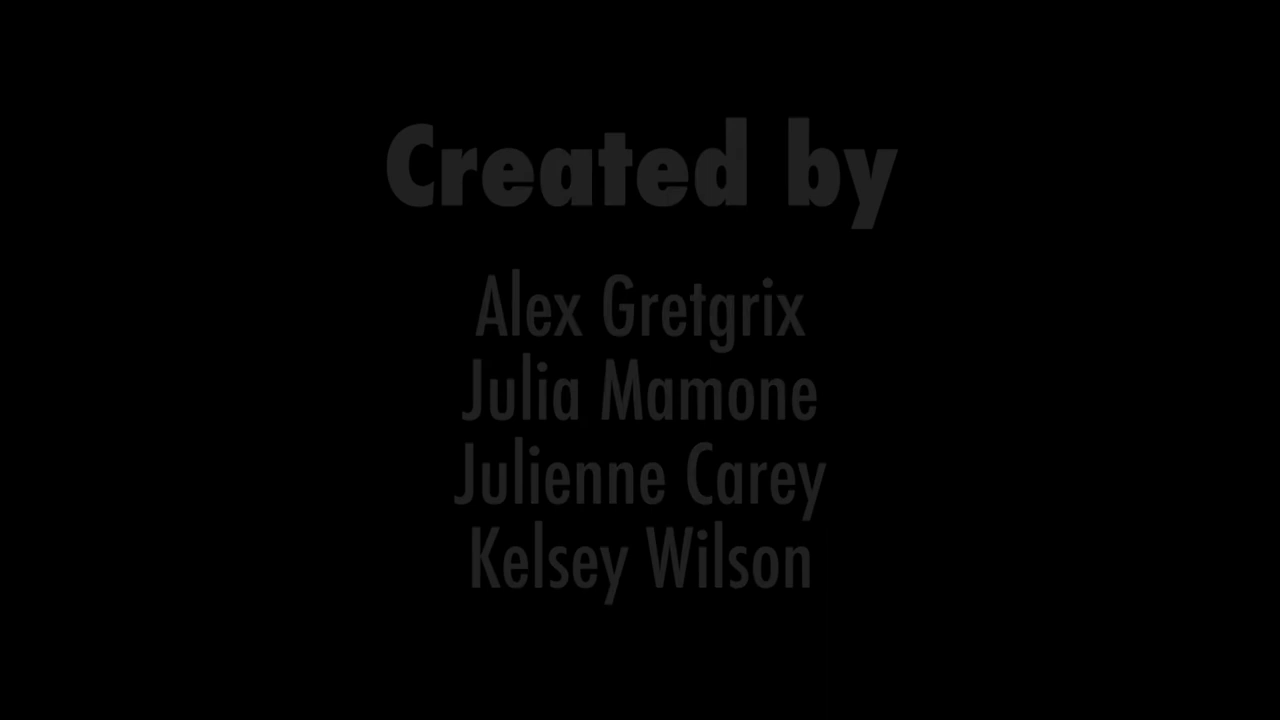 Created by
Alex Gretgrix
Julia Mamone
Julienne Carey
Kelsey Wilson